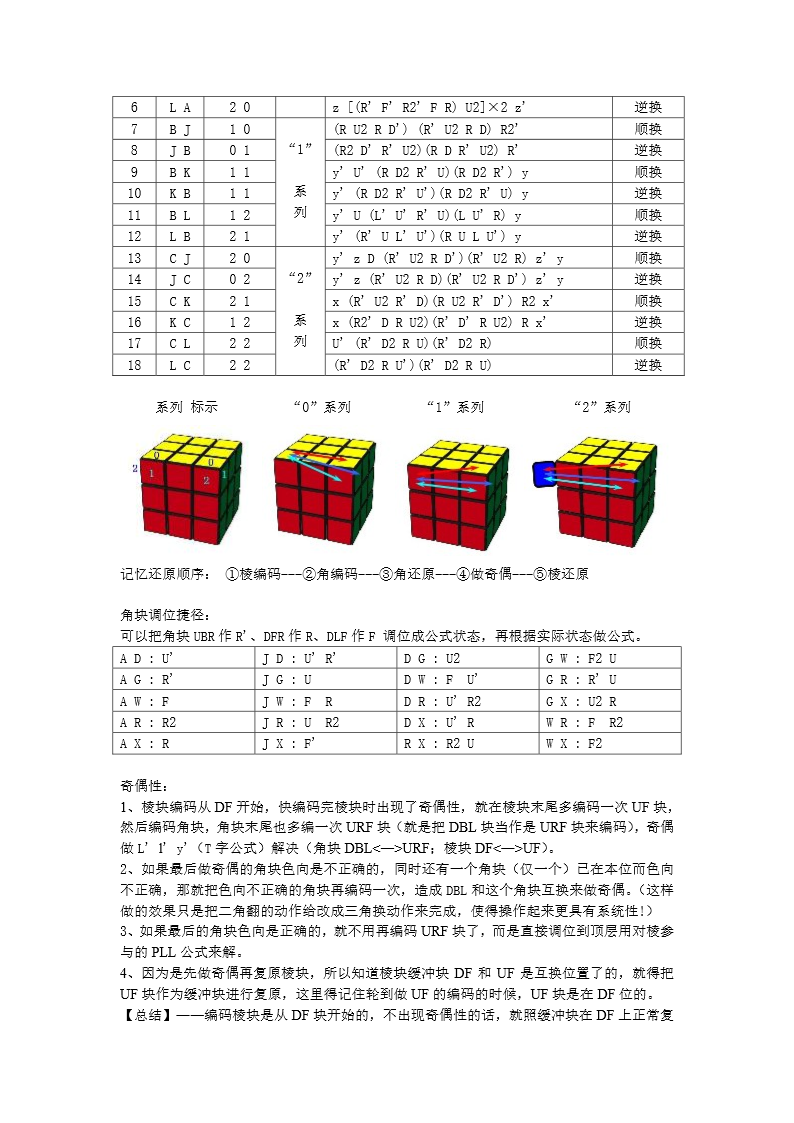 6 L A 2 0 z [(R' F' R2' F R) U2]×2 z' 逆换
7 B J 1 0 “1” 系列 (R U2 R D') (R' U2 R D) R2' 顺换
8 J B 0 1 (R2 D' R' U2)(R D R' U2) R' 逆换
9 B K 1 1 y' U' (R D2 R' U)(R D2 R') y 顺换
10 K B 1 1 y' (R D2 R' U')(R D2 R' U) y 逆换
11 B L 1 2 y' U (L' U' R' U)(L U' R) y 顺换
12 L B 2 1 y' (R' U L' U')(R U L U') y 逆换
13 C J 2 0 “2” 系列 y' z D (R' U2 R D')(R' U2 R) z' y 顺换
14 J C 0 2 y' z (R' U2 R D)(R' U2 R D') z' y 逆换
15 C K 2 1 x (R' U2 R' D)(R U2 R' D') R2 x' 顺换
16 K C 1 2 x (R2' D R U2)(R' D' R U2) R x' 逆换
17 C L 2 2 U' (R' D2 R U)(R' D2 R) 顺换
18 L C 2 2 (R' D2 R U')(R' D2 R U) 逆换
系列 标示 “0”系列 “1”系列 “2”系列
0 0
2 1 2 1
记忆还原顺序： ①棱编码---②角编码---③角还原---④做奇偶---⑤棱还原
角块调位捷径：
可以把角块 UBR 作 R'、DFR 作 R、DLF 作 F 调位成公式状态，再根据实际状态做公式。
A D : U' J D : U' R' D G : U2 G W : F2 U
A G : R' J G : U D W : F U' G R : R' U
A W : F J W : F R D R : U' R2 G X : U2 R
A R : R2 J R : U R2 D X : U' R W R : F R2
A X : R J X : F' R X : R2 U W X : F2
奇偶性：
1、棱块编码从 DF 开始，快编码完棱块时出现了奇偶性，就在棱块末尾多编码一次 UF 块，
然后编码角块，角块末尾也多编一次 URF 块（就是把 DBL 块当作是 URF 块来编码），奇偶
做 L' l' y'（T 字公式）解决（角块 DBL<—>URF；棱块 DF<—>UF）。
2、如果最后做奇偶的角块色向是不正确的，同时还有一个角块（仅一个）已在本位而色向
不正确，那就把色向不正确的角块再编码一次，造成 DBL 和这个角块互换来做奇偶。（这样
做的效果只是把二角翻的动作给改成三角换动作来完成，使得操作起来更具有系统性!）
3、如果最后的角块色向是正确的，就不用再编码 URF 块了，而是直接调位到顶层用对棱参
与的 PLL 公式来解。
4、因为是先做奇偶再复原棱块，所以知道棱块缓冲块 DF 和 UF 是互换位置了的，就得把
UF 块作为缓冲块进行复原，这里得记住轮到做 UF 的编码的时候，UF 块是在 DF 位的。
【总结】——编码棱块是从 DF 块开始的，不出现奇偶性的话，就照缓冲块在 DF 上正常复